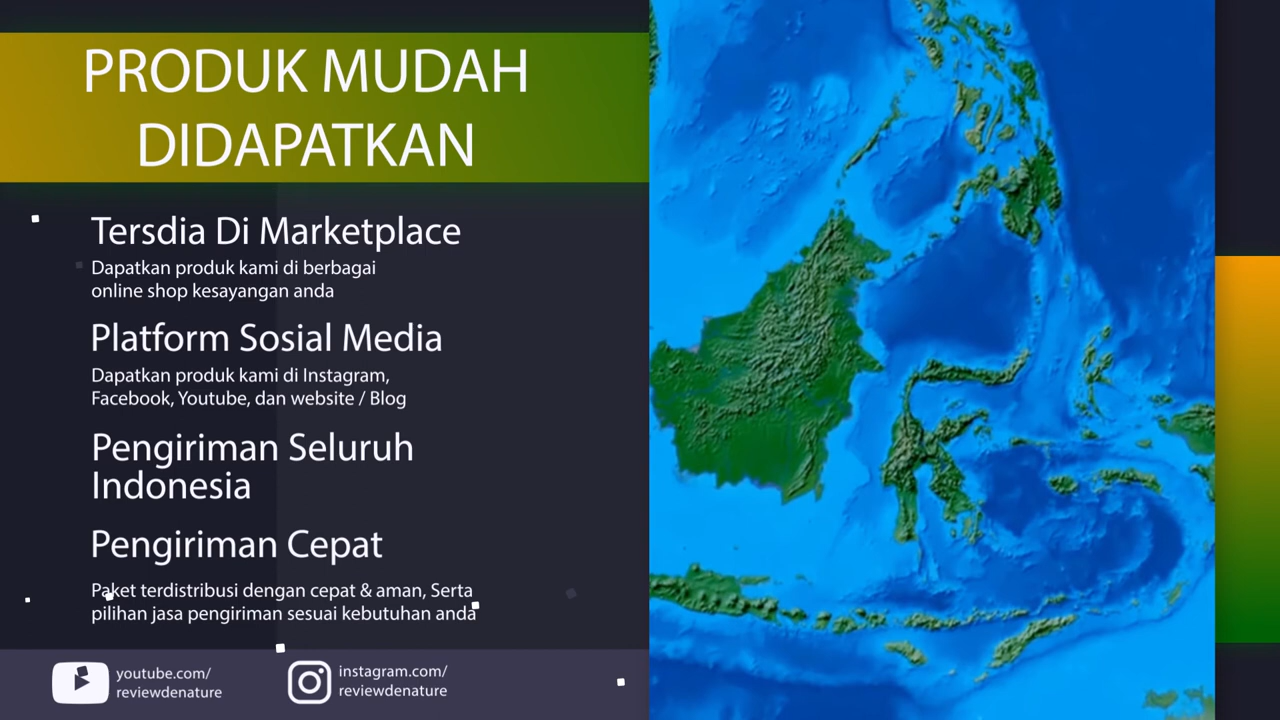 PRODUK MUDAH
DIDAPATKAN
Tersdia Di Marketplace
Dapatkan produk kami di berbagai
online shop kesayangan anda
Platform Sosial Media
Dapatkan produk kami di Instagram,
Facebook, Youtube, dan website / Blog
Pengiriman Seluruh
Indonesia
Pengiriman Cepat
Paket terdistribusi dengan cepat & aman, Serta
pilihan jasa pengiriman sesuai kebutuhan anda
youtube.com/
reviewdenature
instagram.com/
reviewdenature